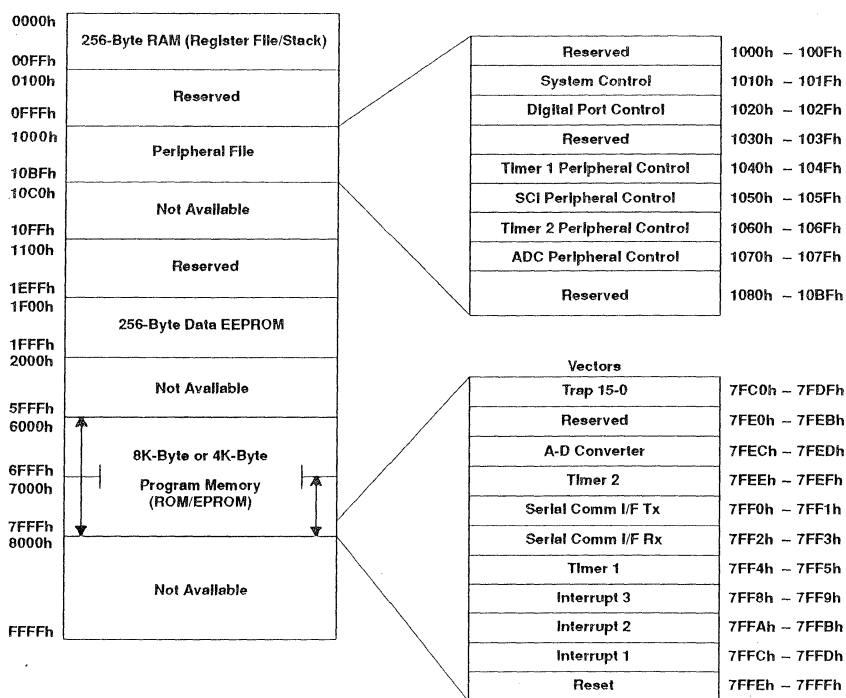 0000h
256-Byte RAM (Register File/Stack)
00FFh
0100h
Reserved
0FFFh
1000h
Peripheral File
10BFh
10C0h
Not Available
10FFh
1100h
Reserved
1EFFh
1F00h
256-Byte Data EEPROM
1FFFh
2000h
Not Available
5FFFh
6000h
8K-Byte or 4K-Byte
6FFFh
7000h
Program Memory
(ROM/EPROM)
7FFFh
8000h
Not Available
FFFFh
Reserved 1000h – 100Fh
System Control 1010h – 101Fh
Digital Port Control 1020h – 102Fh
Reserved 1030h – 103Fh
Timer 1 Peripheral Control 1040h – 104Fh
SCI Peripheral Control 1050h – 105Fh
Timer 2 Peripheral Control 1060h – 106Fh
ADC Peripheral Control 1070h – 107Fh
Reserved 1080h – 10BFh
Vectors
Trap 15-0 7FC0h – 7FDFh
Reserved 7FE0h – 7FEBh
A-D Converter 7FECh – 7FEDh
Timer 2 7FEEh – 7FEFh
Serial Comm I/F Tx 7FF0h – 7FF1h
Serial Comm I/F Rx 7FF2h – 7FF3h
Timer 1 7FF4h – 7FF5h
Interrupt 3 7FF8h – 7FF9h
Interrupt 2 7FFAh – 7FFBh
Interrupt 1 7FFCh – 7FFDh
Reset 7FFEh – 7FFFh